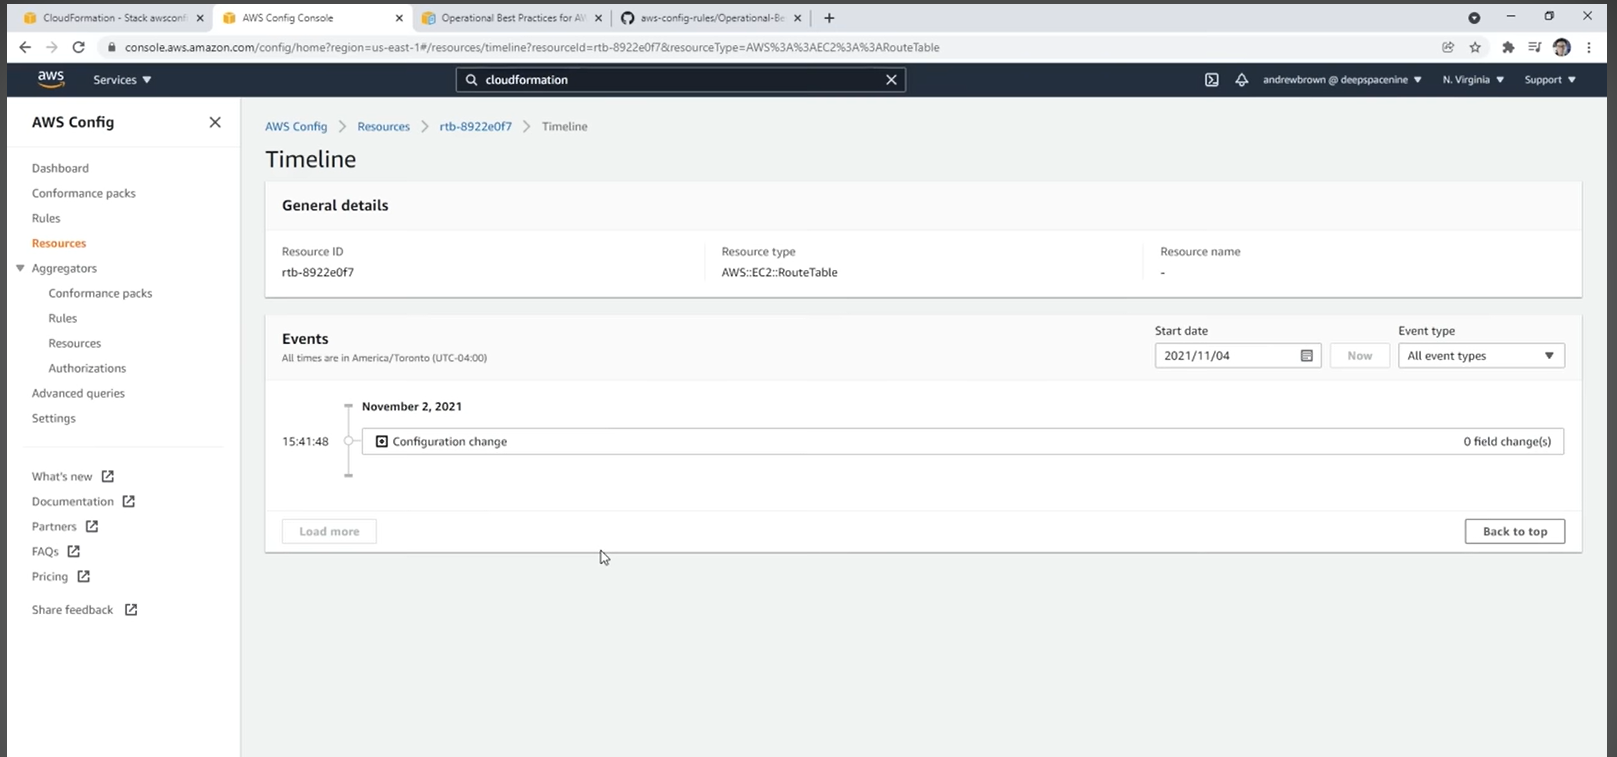 CloudFormation - Stack awsconfi
AWS Config Console
Operational Best Practices for AW
aws-config-rules/Operational-Be
console.aws.amazon.com/config/home?region=us-east-1#/resources/timeline?resourceId=rtb-8922e0f7&resourceType=AWS%3A%3AEC2%3A%3ARouteTable
aws
Services
cloudformation
andrewbrown @ deepspacenine
N. Virginia
Support
AWS Config
Dashboard
Conformance packs
Rules
Resources
Aggregators
Conformance packs
Rules
Resources
Authorizations
Advanced queries
Settings
What's new
Documentation
Partners
FAQs
Pricing
Share feedback
AWS Config > Resources > rtb-8922e0f7 > Timeline
Timeline
General details
Resource ID
rtb-8922e0f7
Resource type
AWS::EC2::RouteTable
Resource name
-
Events
All times are in America/Toronto (UTC-04:00)
Start date
2021/11/04
Now
Event type
All event types
November 2, 2021
15:41:48
Configuration change
0 field change(s)
Load more
Back to top